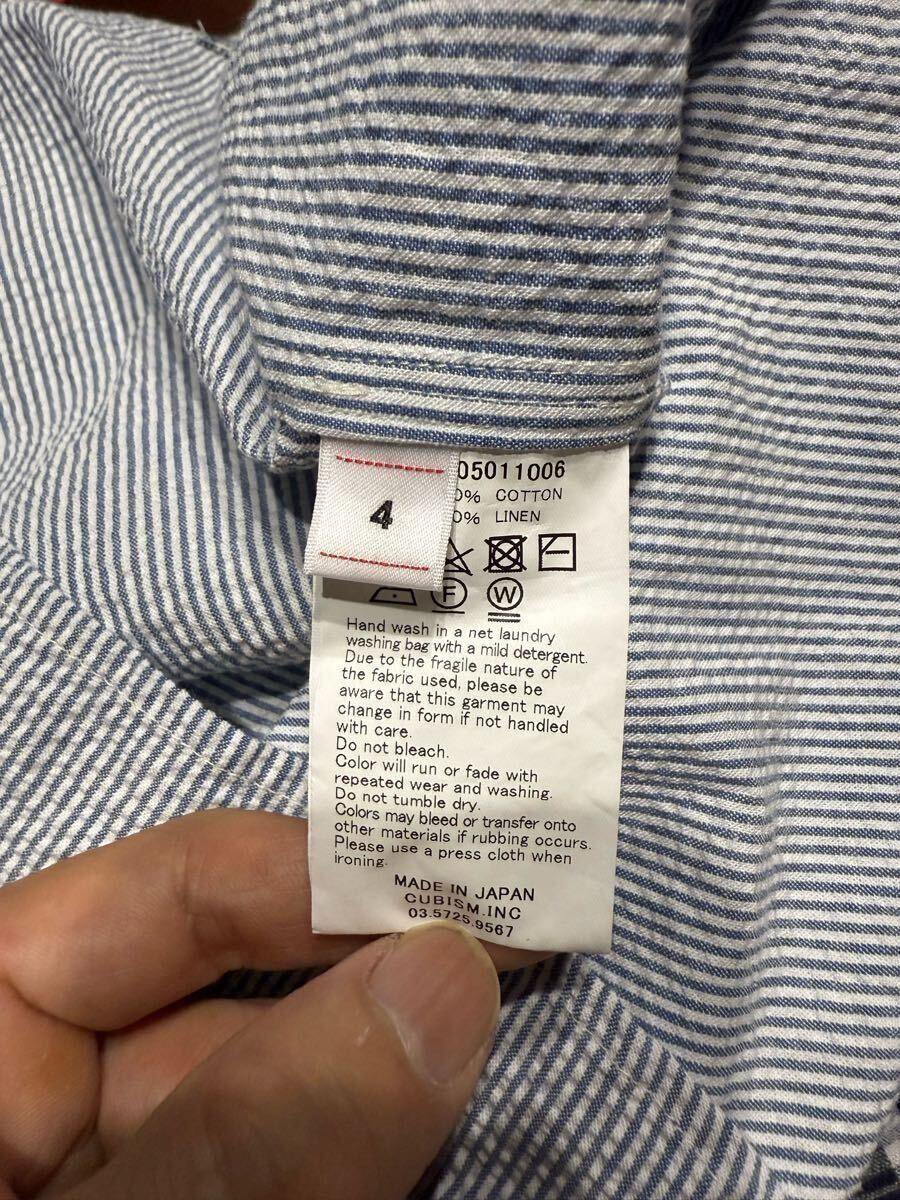 4
05011006
0% COTTON
0% LINEN
F W
Hand wash in a net laundry
washing bag with a mild detergent.
Due to the fragile nature of
the fabric used, please be
aware that this garment may
change in form if not handled
with care.
Do not bleach.
Color will run or fade with
repeated wear and washing.
Do not tumble dry.
Colors may bleed or transfer onto
other materials if rubbing occurs.
Please use a press cloth when
ironing.
MADE IN JAPAN
CUBISM.INC
03.5725.9567